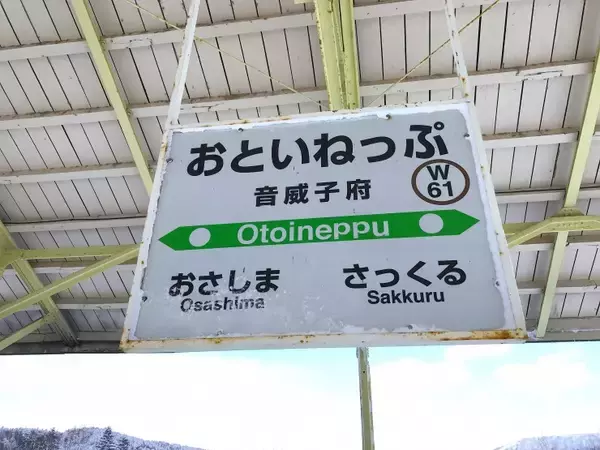 おといねっぷ
音威子府
W
61
Otoineppu
おさしま
さっくる
Osashima
Sakkuru